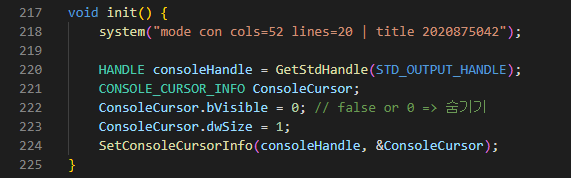 217 void init() {
218     system("mode con cols=52 lines=20 | title 2020875042");
219
220     HANDLE consoleHandle = GetStdHandle(STD_OUTPUT_HANDLE);
221     CONSOLE_CURSOR_INFO ConsoleCursor;
222     ConsoleCursor.bVisible = 0; // false or 0 => 숨기기
223     ConsoleCursor.dwSize = 1;
224     SetConsoleCursorInfo(consoleHandle, &ConsoleCursor);
225 }